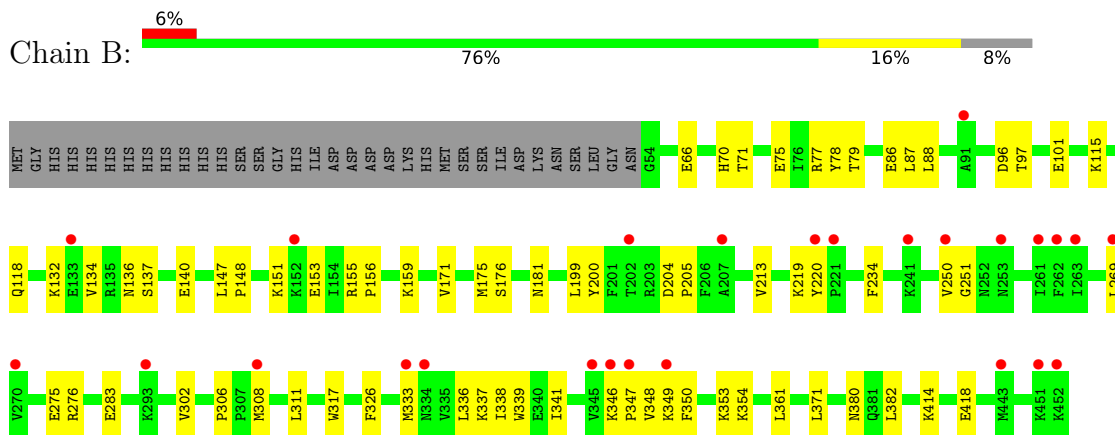 6%
Chain B:
76% 16% 8%
MET GLY HIS HIS HIS HIS HIS HIS HIS HIS HIS HIS SER SER GLY HIS ILE ASP ASP ASP ASP LYS HIS MET SER SER ILE ASP LYS ASN SER LEU GLY ASN G54 E66 H70 T71 E75 I76 R77 Y78 T79 E86 L87 L88 A91 D96 T97 E101 K115
Q118 K132 E133 V134 R135 N136 S137 E140 L147 P148 K151 K152 E153 I154 R155 P156 K159 V171 M175 S176 N181 L199 Y200 F201 T202 R203 D204 P205 F206 A207 V213 K219 Y220 P221 F234 K241 V250 G251 N252 N253 I261 F262 I263 L269
V270 E275 R276 E283 K293 V302 P306 P307 M308 L311 W317 F326 M333 N334 V335 L336 K337 I338 W339 E340 I341 V345 K346 P347 V348 K349 F350 K353 K354 L361 L371 N380 Q381 L382 K414 E418 M443 K451 K452